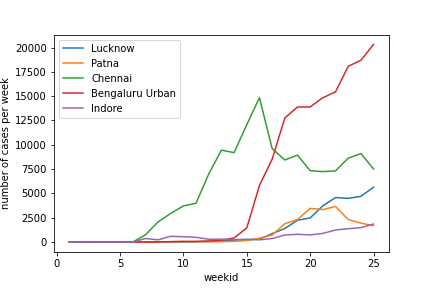 20000
17500
15000
12500
10000
7500
5000
2500
0
number of cases per week
Lucknow
Patna
Chennai
Bengaluru Urban
Indore
0 5 10 15 20 25
weekid